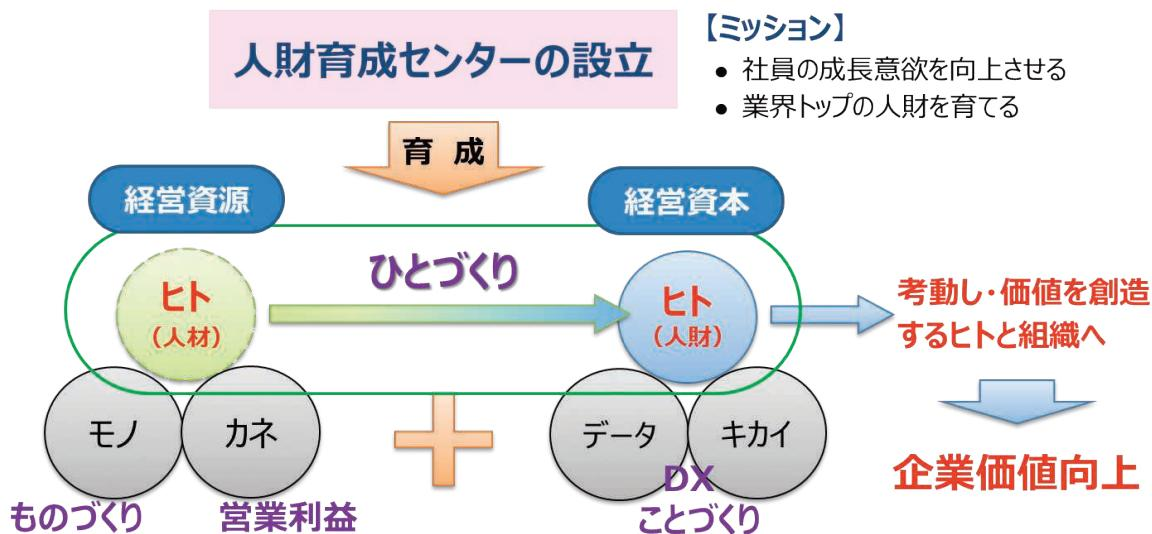 人財育成センターの設立
【ミッション】
● 社員の成長意欲を向上させる
● 業界トップの人財を育てる
育 成
経営資源
経営資本
ひとづくり
ヒト
(人材)
ヒト
(人財)
考動し・価値を創造
するヒトと組織へ
モノ
カネ
データ
キカイ
企業価値向上
ものづくり
営業利益
DX
ことづくり